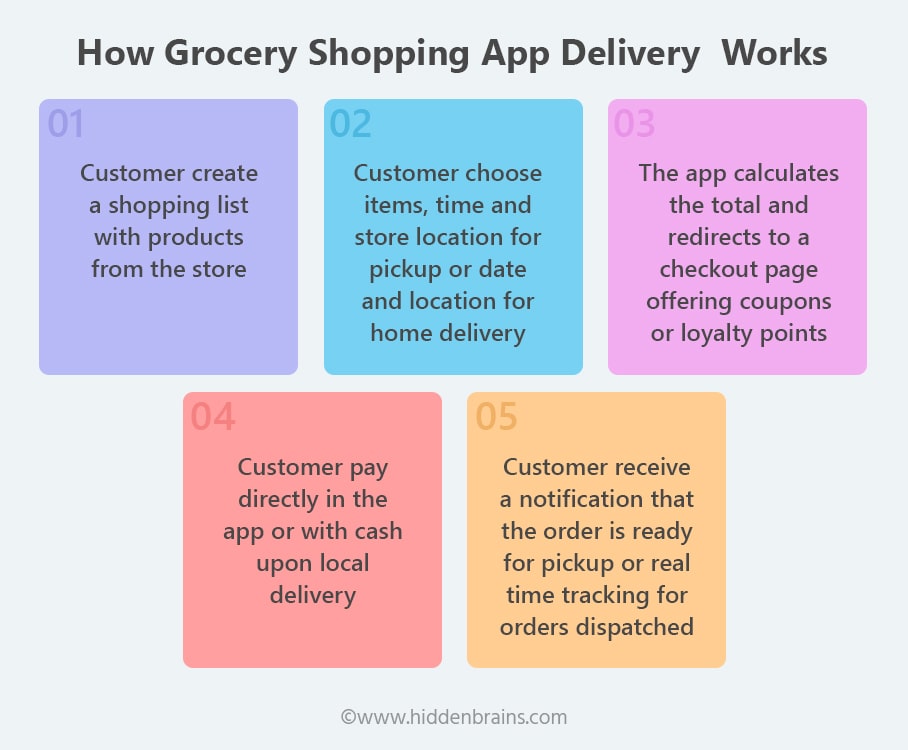 How Grocery Shopping App Delivery  Works
01
Customer create
a shopping list
with products
from the store
02
Customer choose
items, time and
store location for
pickup or date
and location for
home delivery
03
The app calculates
the total and
redirects to a
checkout page
offering coupons
or loyalty points
04
Customer pay
directly in the
app or with cash
upon local
delivery
05
Customer receive
a notification that
the order is ready
for pickup or real
time tracking for
orders dispatched
©www.hiddenbrains.com